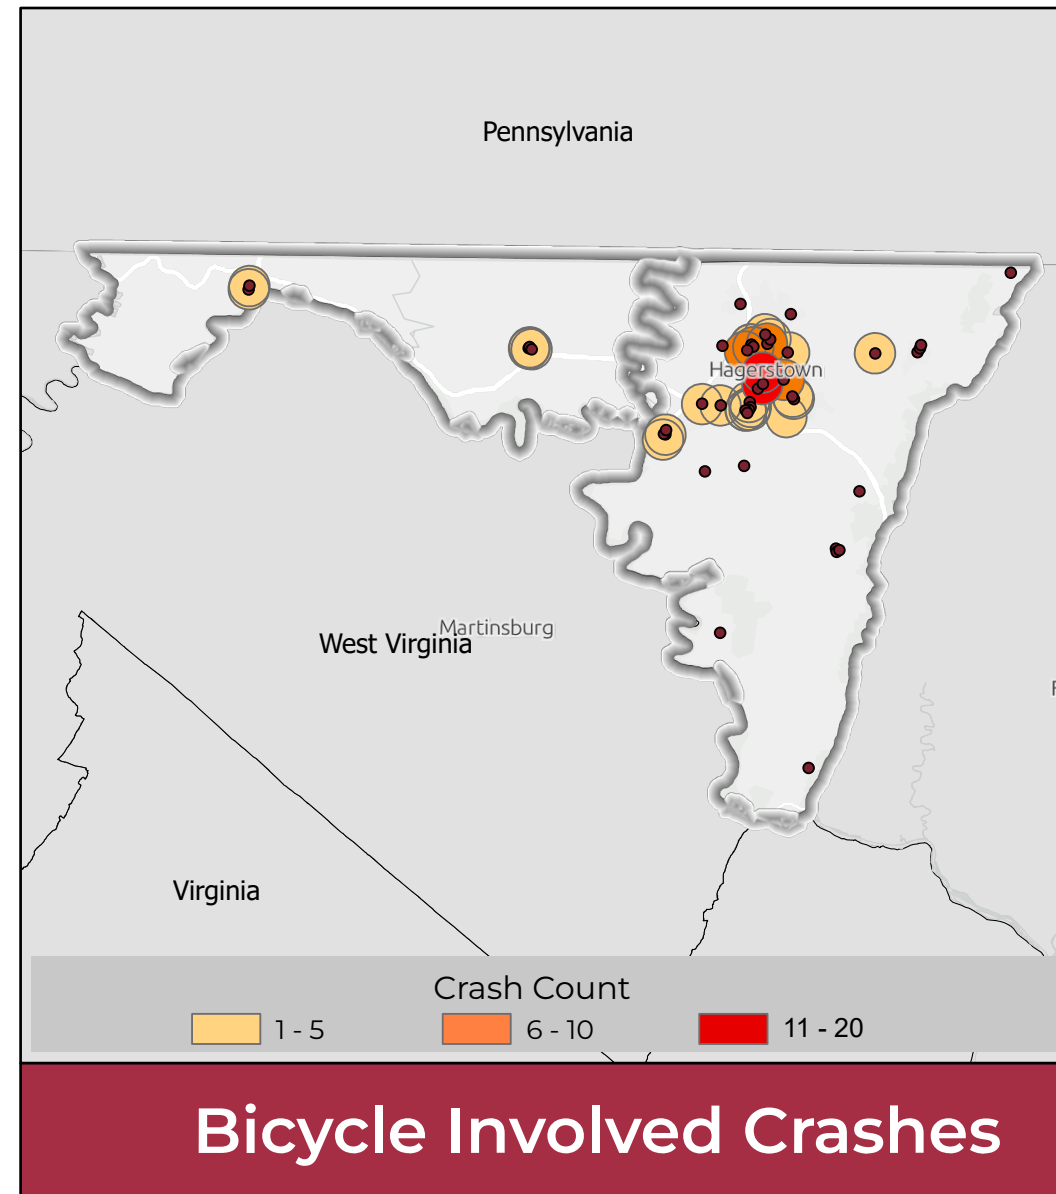 Pennsylvania
Hagerstown
Martinsburg
West Virginia
Virginia
Crash Count
1 - 5
6 - 10
11 - 20
Bicycle Involved Crashes